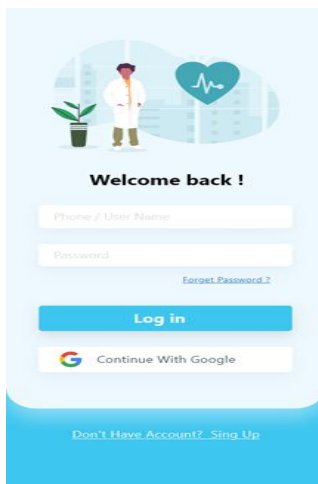 Welcome back !
Phone / User Name
Password
Forget Password ?
Log in
Continue With Google
Don't Have Account? Sing Up